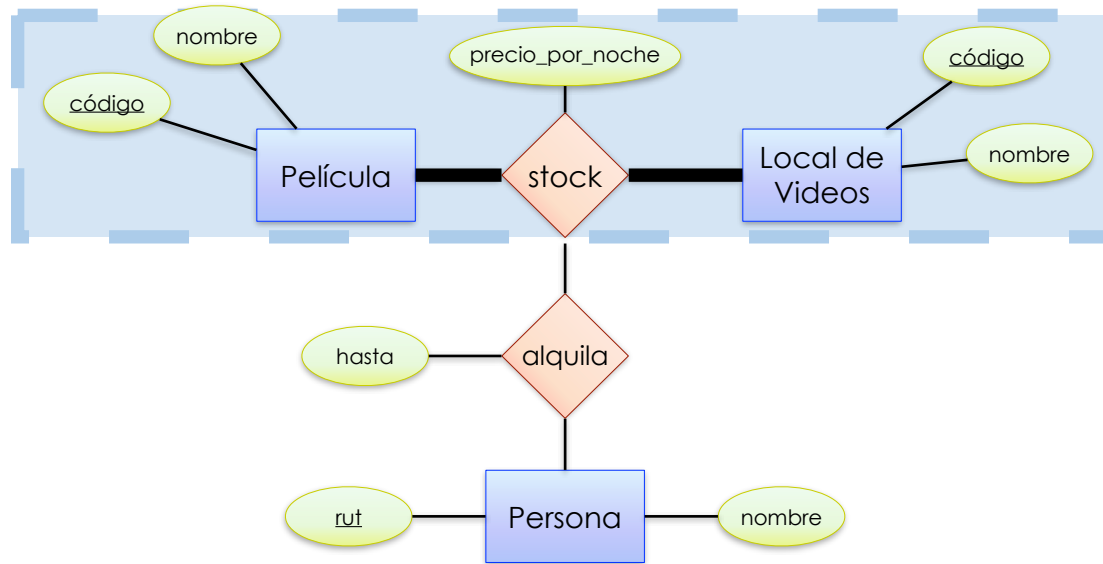 nombre
precio_por_noche
código
código
Película
stock
Local de
Videos
nombre
hasta
alquila
rut
Persona
nombre